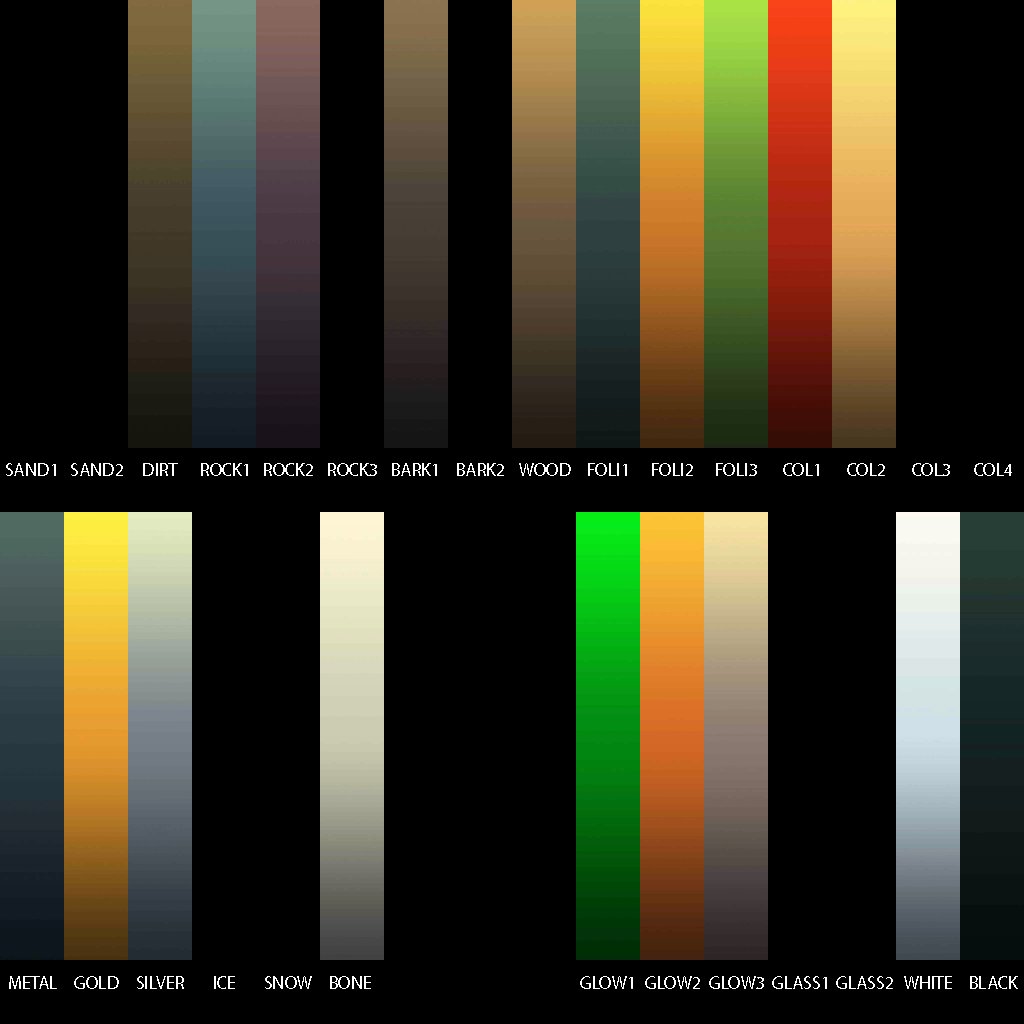 SAND1 SAND2 DIRT ROCK1 ROCK2 ROCK3 BARK1 BARK2 WOOD FOLI1 FOLI2 FOLI3 COL1 COL2 COL3 COL4
METAL GOLD SILVER ICE SNOW BONE GLOW1 GLOW2 GLOW3 GLASS1 GLASS2 WHITE BLACK